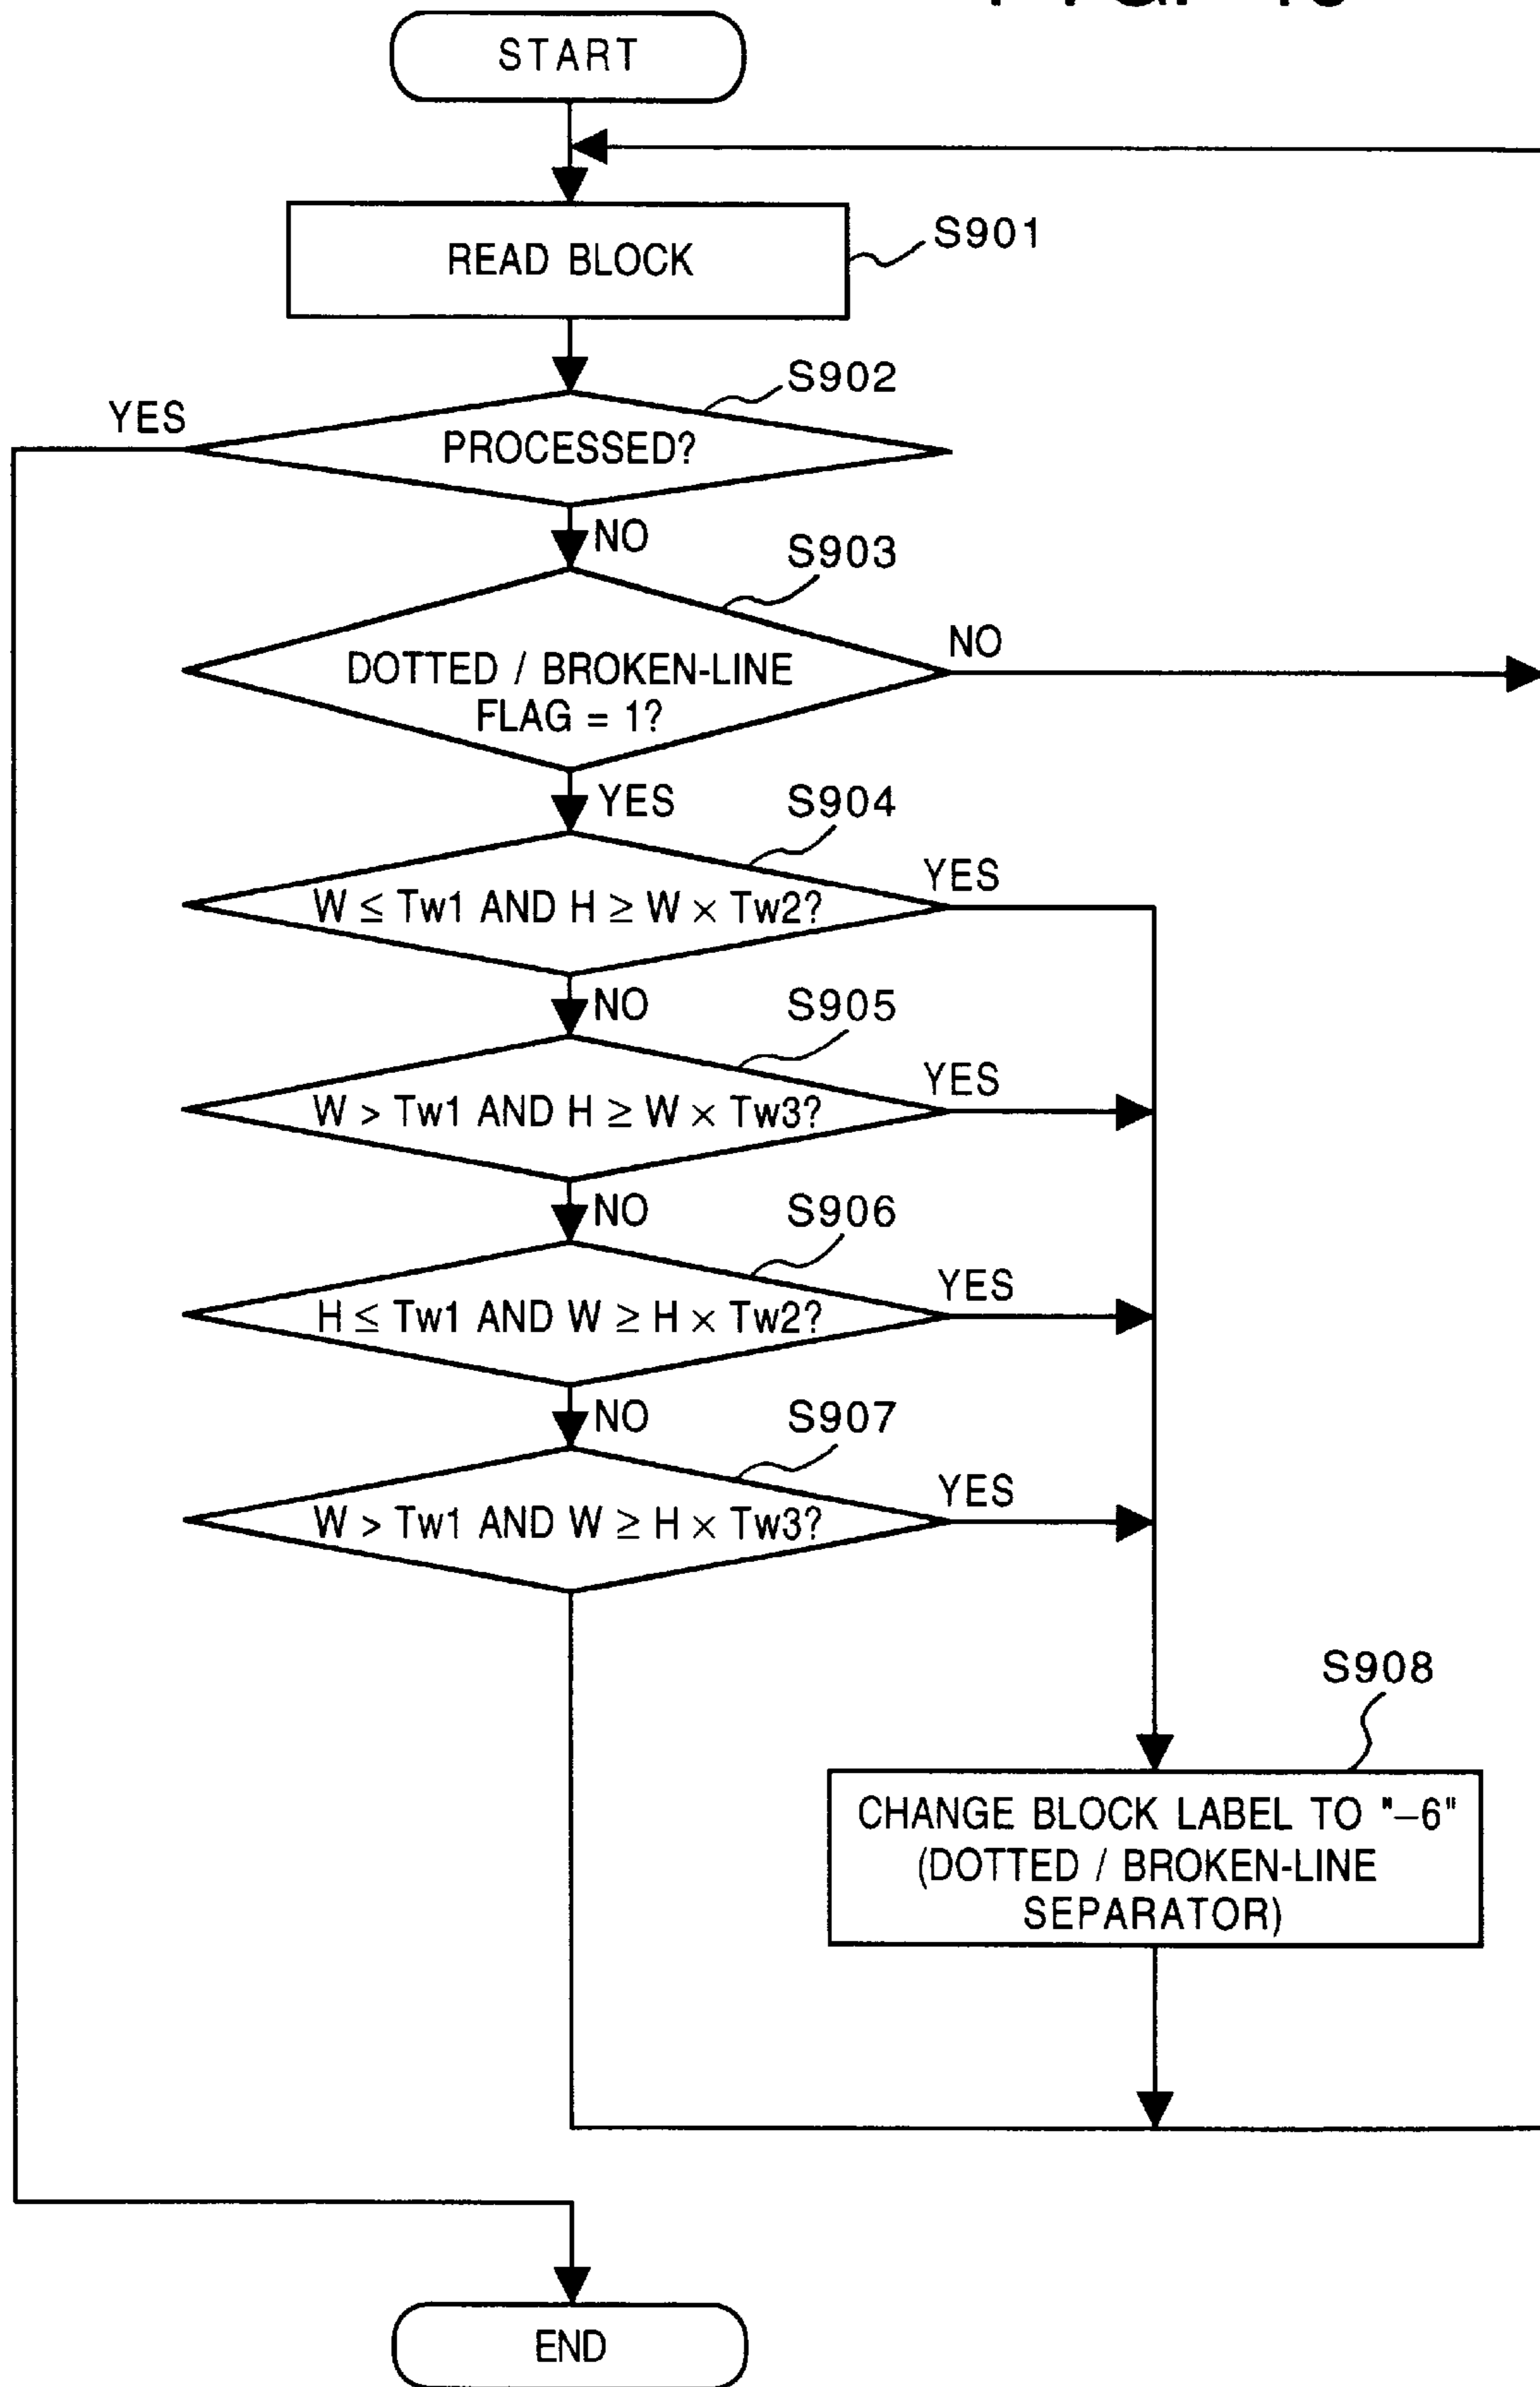 START
READ BLOCK
S901
S902
YES
PROCESSED?
NO
S903
NO
DOTTED / BROKEN-LINE
FLAG = 1?
YES
S904
YES
W ≤ Tw1 AND H ≥ W × Tw2?
NO
S905
YES
W > Tw1 AND H ≥ W × Tw3?
NO
S906
YES
H ≤ Tw1 AND W ≥ H × Tw2?
NO
S907
YES
W > Tw1 AND W ≥ H × Tw3?
S908
CHANGE BLOCK LABEL TO "–6"
(DOTTED / BROKEN-LINE
SEPARATOR)
END